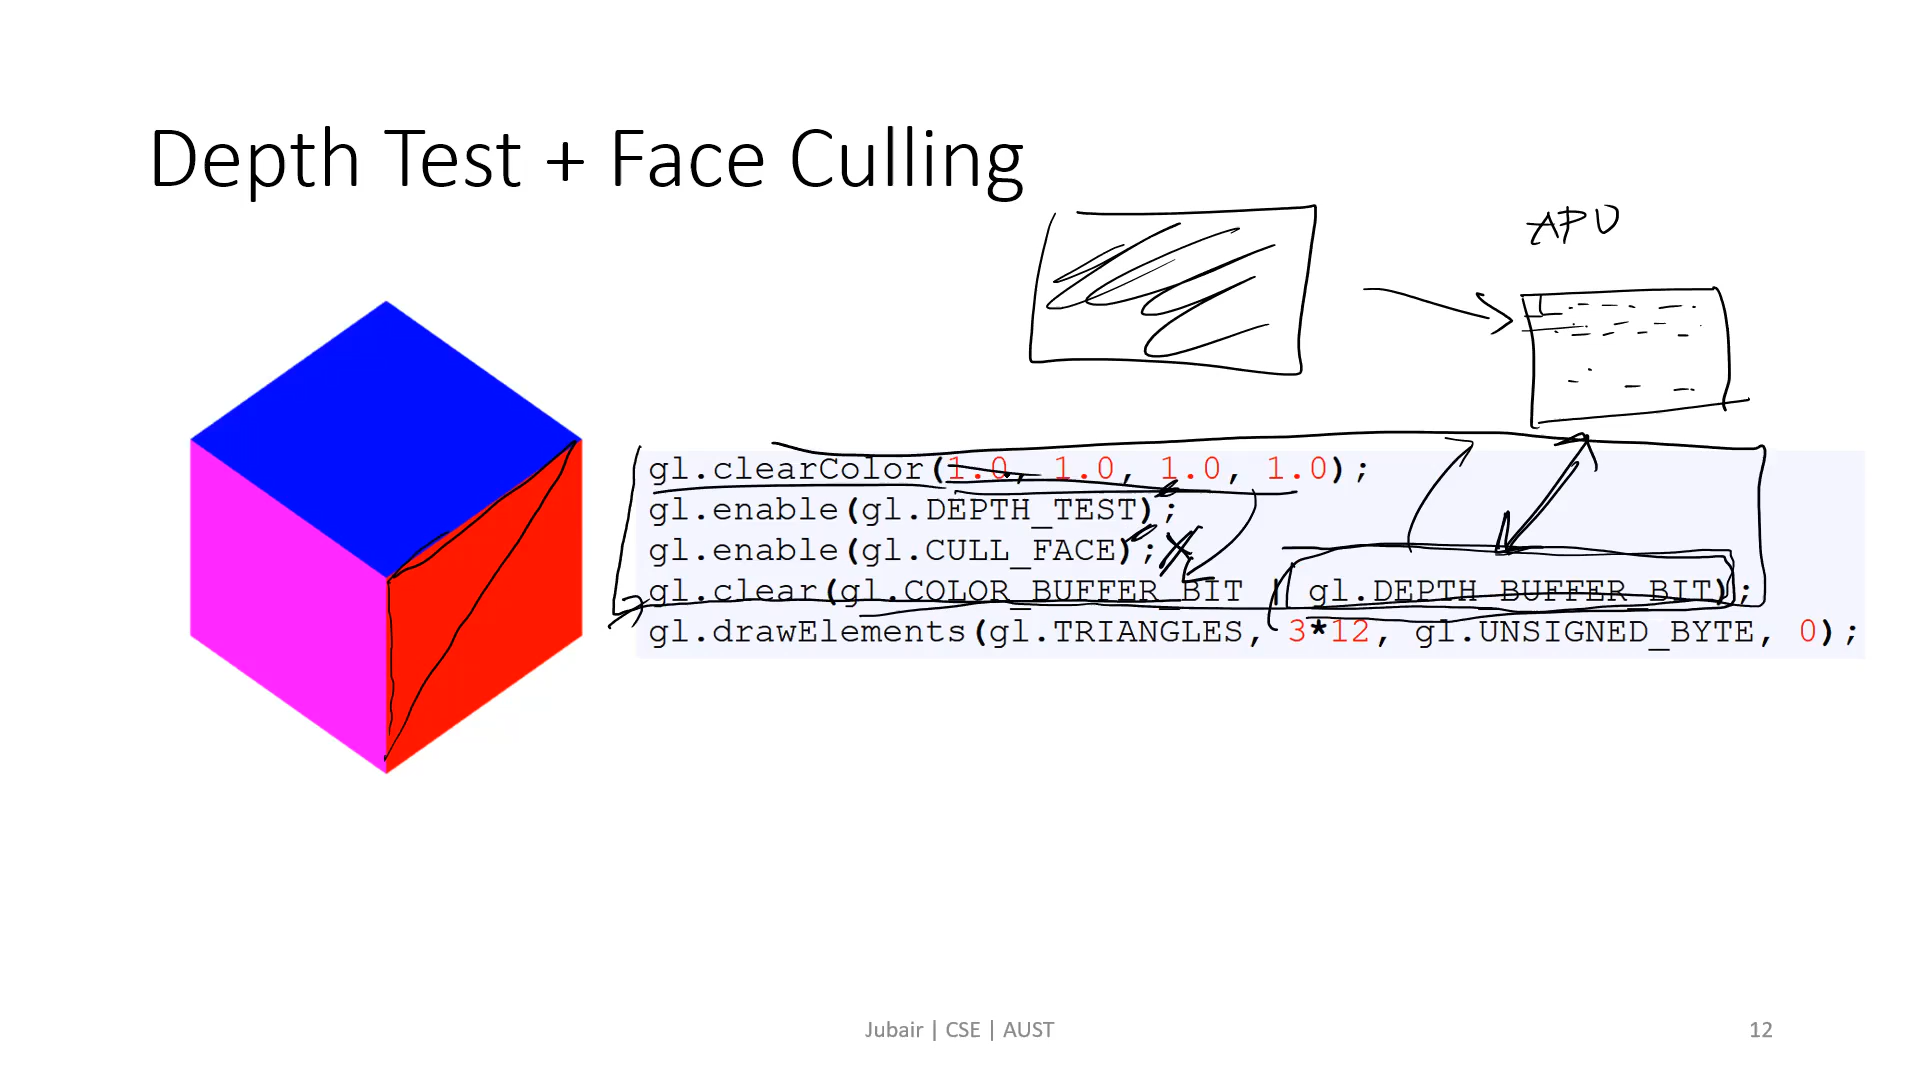 Depth Test + Face Culling
APU
gl.clearColor(1.0, 1.0, 1.0, 1.0);
gl.enable(gl.DEPTH_TEST);
gl.enable(gl.CULL_FACE);
gl.clear(gl.COLOR_BUFFER_BIT | gl.DEPTH_BUFFER_BIT);
gl.drawElements(gl.TRIANGLES, 3*12, gl.UNSIGNED_BYTE, 0);
Jubair | CSE | AUST
12